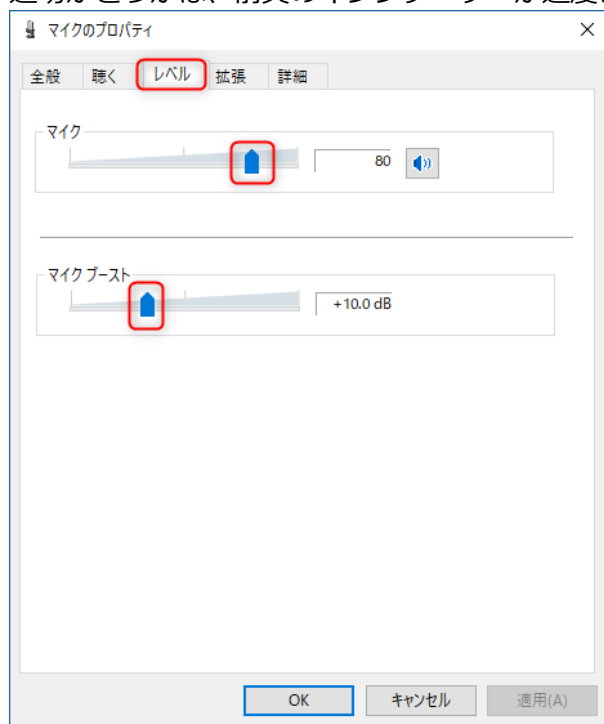 マイクのプロパティ
全般 聴く レベル 拡張 詳細
マイク
80
マイク ブースト
+10.0 dB
OK キャンセル 適用(A)